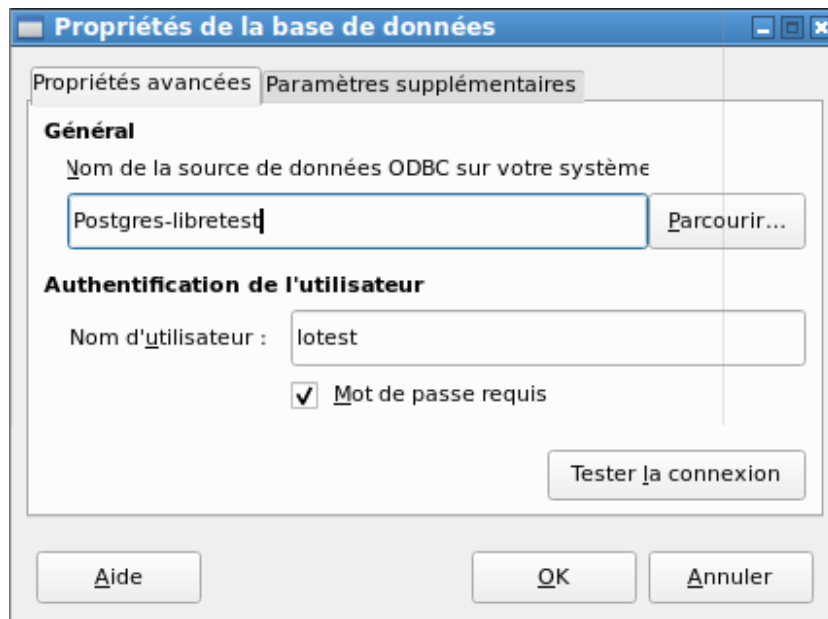 Propriétés de la base de données
Propriétés avancées Paramètres supplémentaires
Général
Nom de la source de données ODBC sur votre système
Postgres-libretest
Parcourir...
Authentification de l'utilisateur
Nom d'utilisateur : lotest
Mot de passe requis
Tester la connexion
Aide OK Annuler